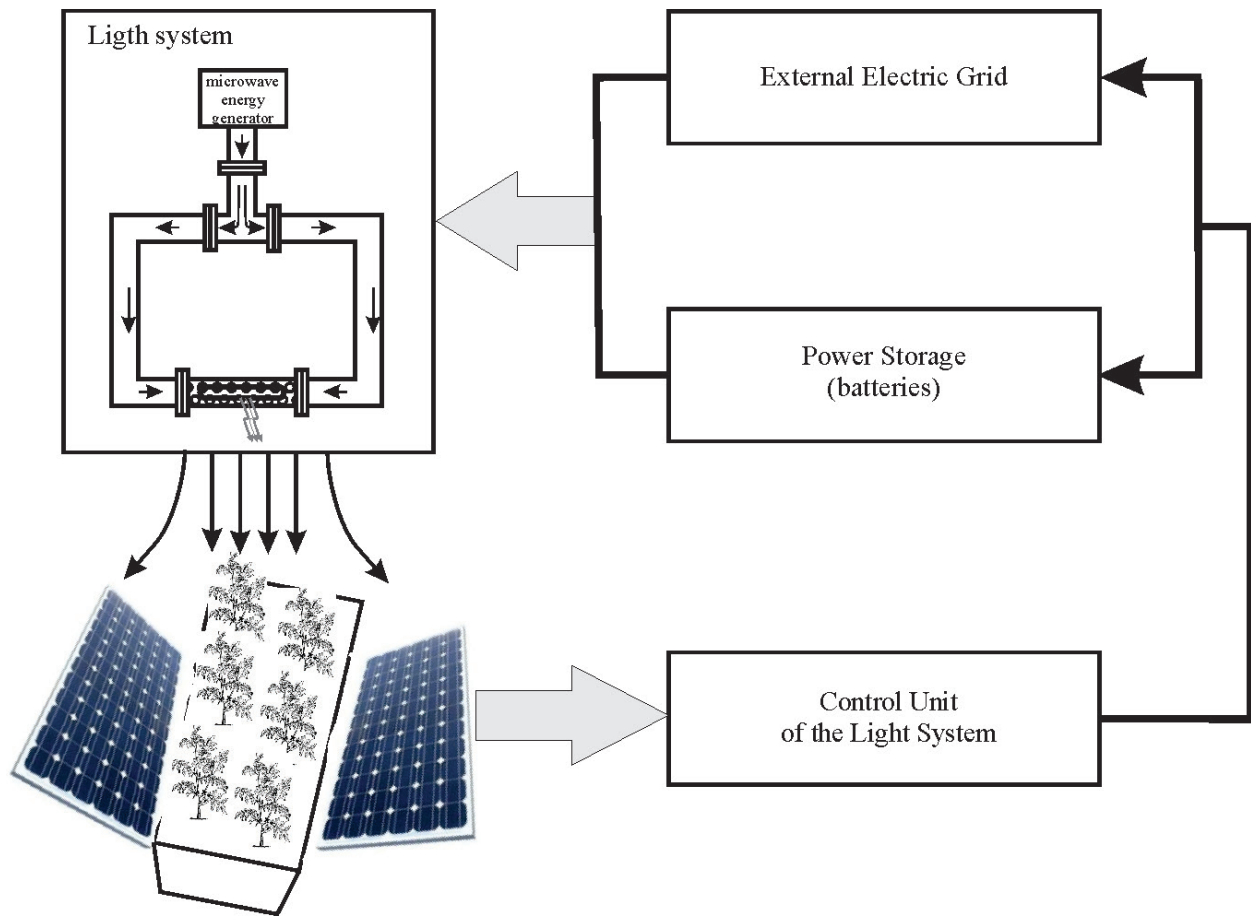 Ligth system
microwave
energy
generator
External Electric Grid
Power Storage
(batteries)
Control Unit
of the Light System